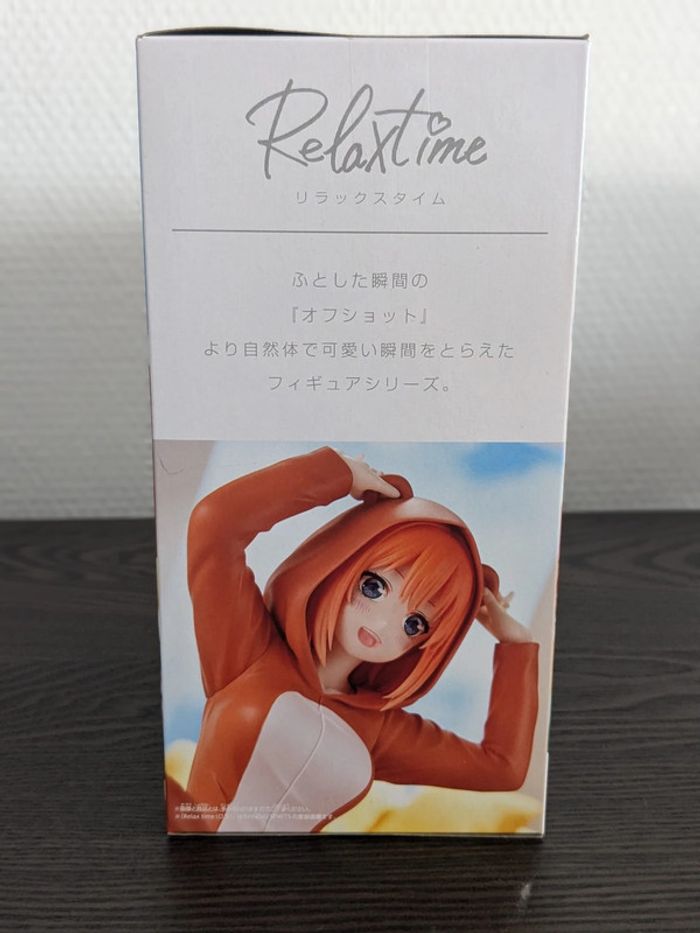 Relaxtime
リラックスタイム
ふとした瞬間の
『オフショット』
より自然体で可愛い瞬間をとらえた
フィギュアシリーズ。